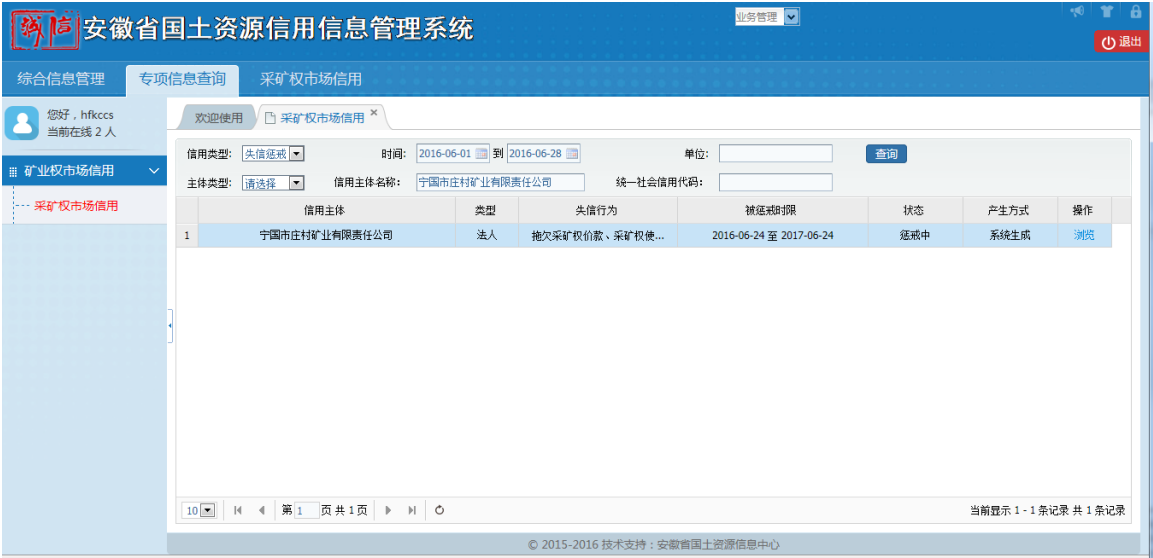 诚信 安徽省国土资源信用信息管理系统 业务管理
退出
综合信息管理 专项信息查询 采矿权市场信用
您好，hfkccs
当前在线 2 人
欢迎使用 采矿权市场信用 ×
矿业权市场信用
采矿权市场信用
信用类型: 失信惩戒 时间: 2016-06-01 到 2016-06-28 单位: 查询
主体类型: 请选择 信用主体名称: 宁国市庄村矿业有限责任公司 统一社会信用代码:
信用主体 类型 失信行为 被惩戒时限 状态 产生方式 操作
1 宁国市庄村矿业有限责任公司 法人 拖欠采矿权价款、采矿权使... 2016-06-24 至 2017-06-24 惩戒中 系统生成 浏览
10 第 1 页 共 1 页 当前显示 1 - 1 条记录 共 1 条记录
© 2015-2016 技术支持：安徽省国土资源信息中心